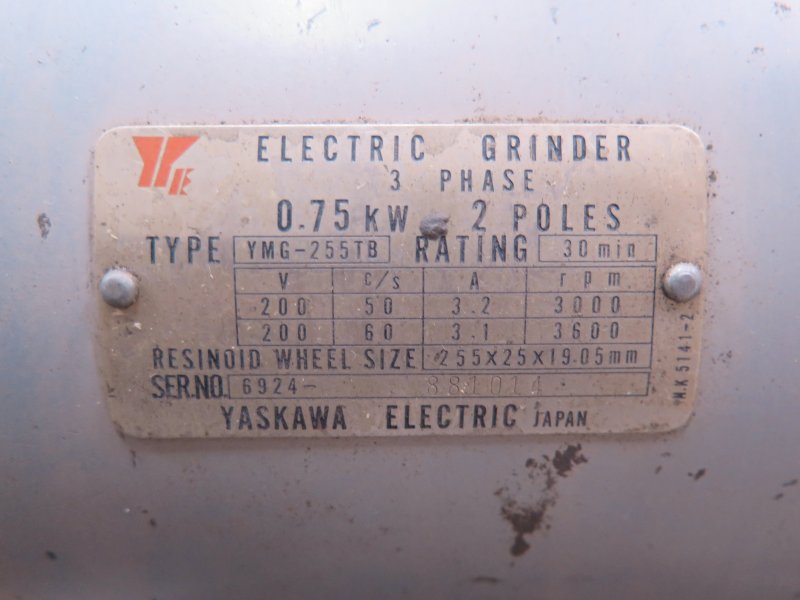 YE
ELECTRIC GRINDER
3 PHASE
0.75 KW 2 POLES
TYPE YMG-255TB RATING 30 min
V c/s A rpm
200 50 3.2 3000
200 60 3.1 3600
RESINOID WHEEL SIZE 255×25×19.05mm
SER.NO. 6924- 881014
YASKAWA ELECTRIC JAPAN
N.K 5141-2